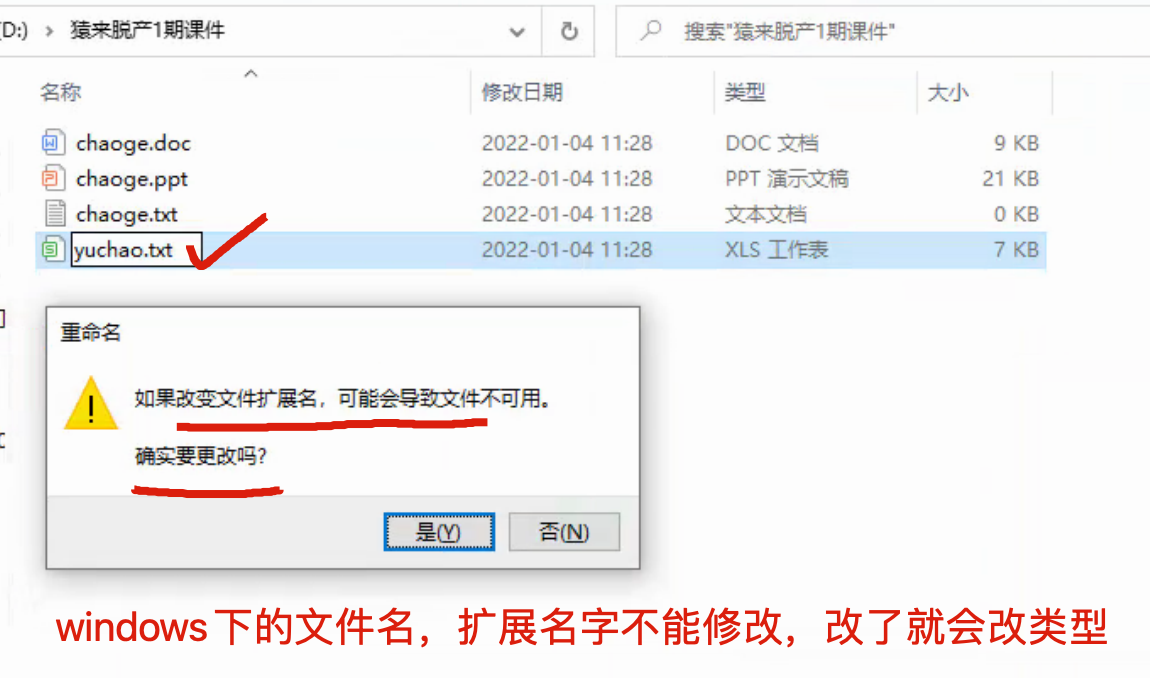 D:) › 猿来脱产1期课件
搜索"猿来脱产1期课件"
名称 修改日期 类型 大小
chaoge.doc 2022-01-04 11:28 DOC 文档 9 KB
chaoge.ppt 2022-01-04 11:28 PPT 演示文稿 21 KB
chaoge.txt 2022-01-04 11:28 文本文档 0 KB
yuchao.txt 2022-01-04 11:28 XLS 工作表 7 KB
重命名
如果改变文件扩展名，可能会导致文件不可用。
确实要更改吗？
是(Y) 否(N)
windows下的文件名，扩展名字不能修改，改了就会改类型